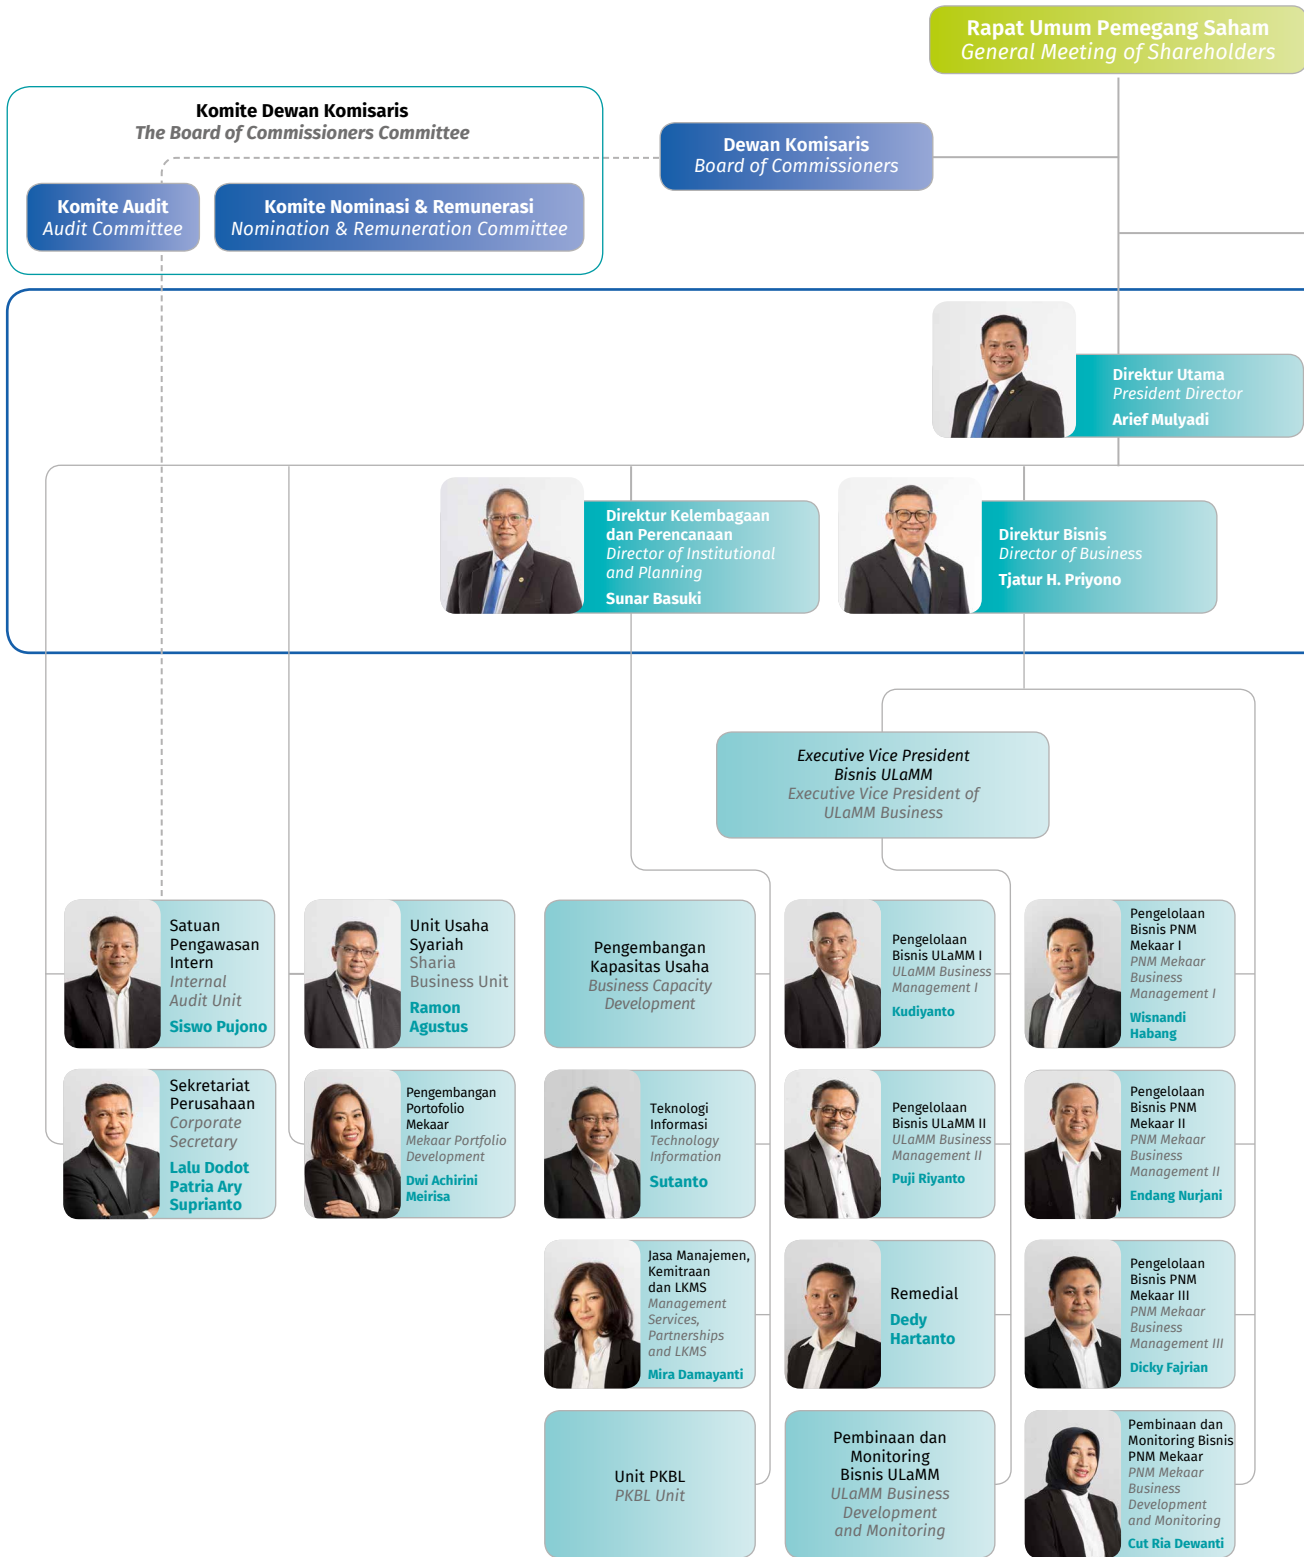 Rapat Umum Pemegang Saham
General Meeting of Shareholders
Komite Dewan Komisaris
The Board of Commissioners Committee
Dewan Komisaris
Board of Commissioners
Komite Audit
Audit Committee
Komite Nominasi & Remunerasi
Nomination & Remuneration Committee
Direktur Utama
President Director
Arief Mulyadi
Direktur Kelembagaan
dan Perencanaan
Director of Institutional
and Planning
Sunar Basuki
Direktur Bisnis
Director of Business
Tjatur H. Priyono
Executive Vice President
Bisnis ULaMM
Executive Vice President of
ULaMM Business
Satuan
Pengawasan
Intern
Internal
Audit Unit
Siswo Pujono
Unit Usaha
Syariah
Sharia
Business Unit
Ramon
Agustus
Pengembangan
Kapasitas Usaha
Business Capacity
Development
Pengelolaan
Bisnis ULaMM I
ULaMM Business
Management I
Kudiyanto
Pengelolaan
Bisnis PNM
Mekaar I
PNM Mekaar
Business
Management I
Wisnandi
Habang
Sekretariat
Perusahaan
Corporate
Secretary
Lalu Dodot
Patria Ary
Suprianto
Pengembangan
Portofolio
Mekaar
Mekaar Portfolio
Development
Dwi Achirini
Meirisa
Teknologi
Informasi
Technology
Information
Sutanto
Pengelolaan
Bisnis ULaMM II
ULaMM Business
Management II
Puji Riyanto
Pengelolaan
Bisnis PNM
Mekaar II
PNM Mekaar
Business
Management II
Endang Nurjani
Jasa Manajemen,
Kemitraan
dan LKMS
Management
Services,
Partnerships
and LKMS
Mira Damayanti
Remedial
Dedy
Hartanto
Pengelolaan
Bisnis PNM
Mekaar III
PNM Mekaar
Business
Management III
Dicky Fajrian
Unit PKBL
PKBL Unit
Pembinaan dan
Monitoring
Bisnis ULaMM
ULaMM Business
Development
and Monitoring
Pembinaan dan
Monitoring Bisnis
PNM Mekaar
PNM Mekaar
Business
Development
and Monitoring
Cut Ria Dewanti